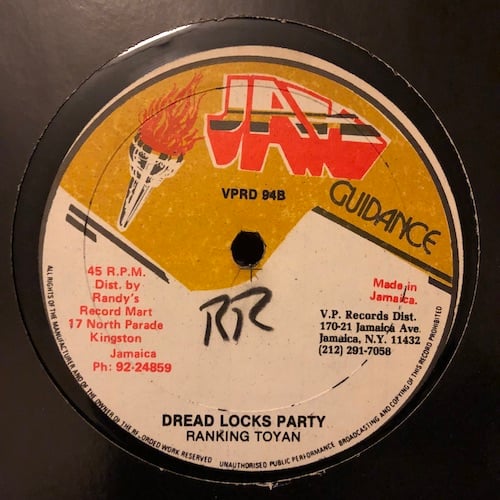 JAH
GUIDANCE
VPRD 94B
45 R.P.M.
Dist. by
Randy's
Record Mart
17 North Parade
Kingston
Jamaica
Ph: 92-24859
Made in
Jamaica.
V.P. Records Dist.
170-21 Jamaica Ave.
Jamaica, N.Y. 11432
(212) 291-7058
RR
DREAD LOCKS PARTY
RANKING TOYAN
ALL RIGHTS OF THE MANUFACTURER AND OF THE OWNER OF THE RE-ORDED WORK RESERVED
UNAUTHORISED PUBLIC PERFORMANCE BROADCASTING AND COPYING OF THIS RECORD PROHIBITED